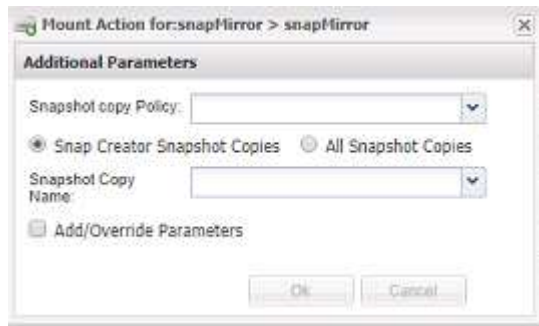 Mount Action for:snapMirror > snapMirror
Additional Parameters
Snapshot copy Policy:
Snap Creator Snapshot Copies All Snapshot Copies
Snapshot Copy
Name:
Add/Override Parameters
Ok Cancel